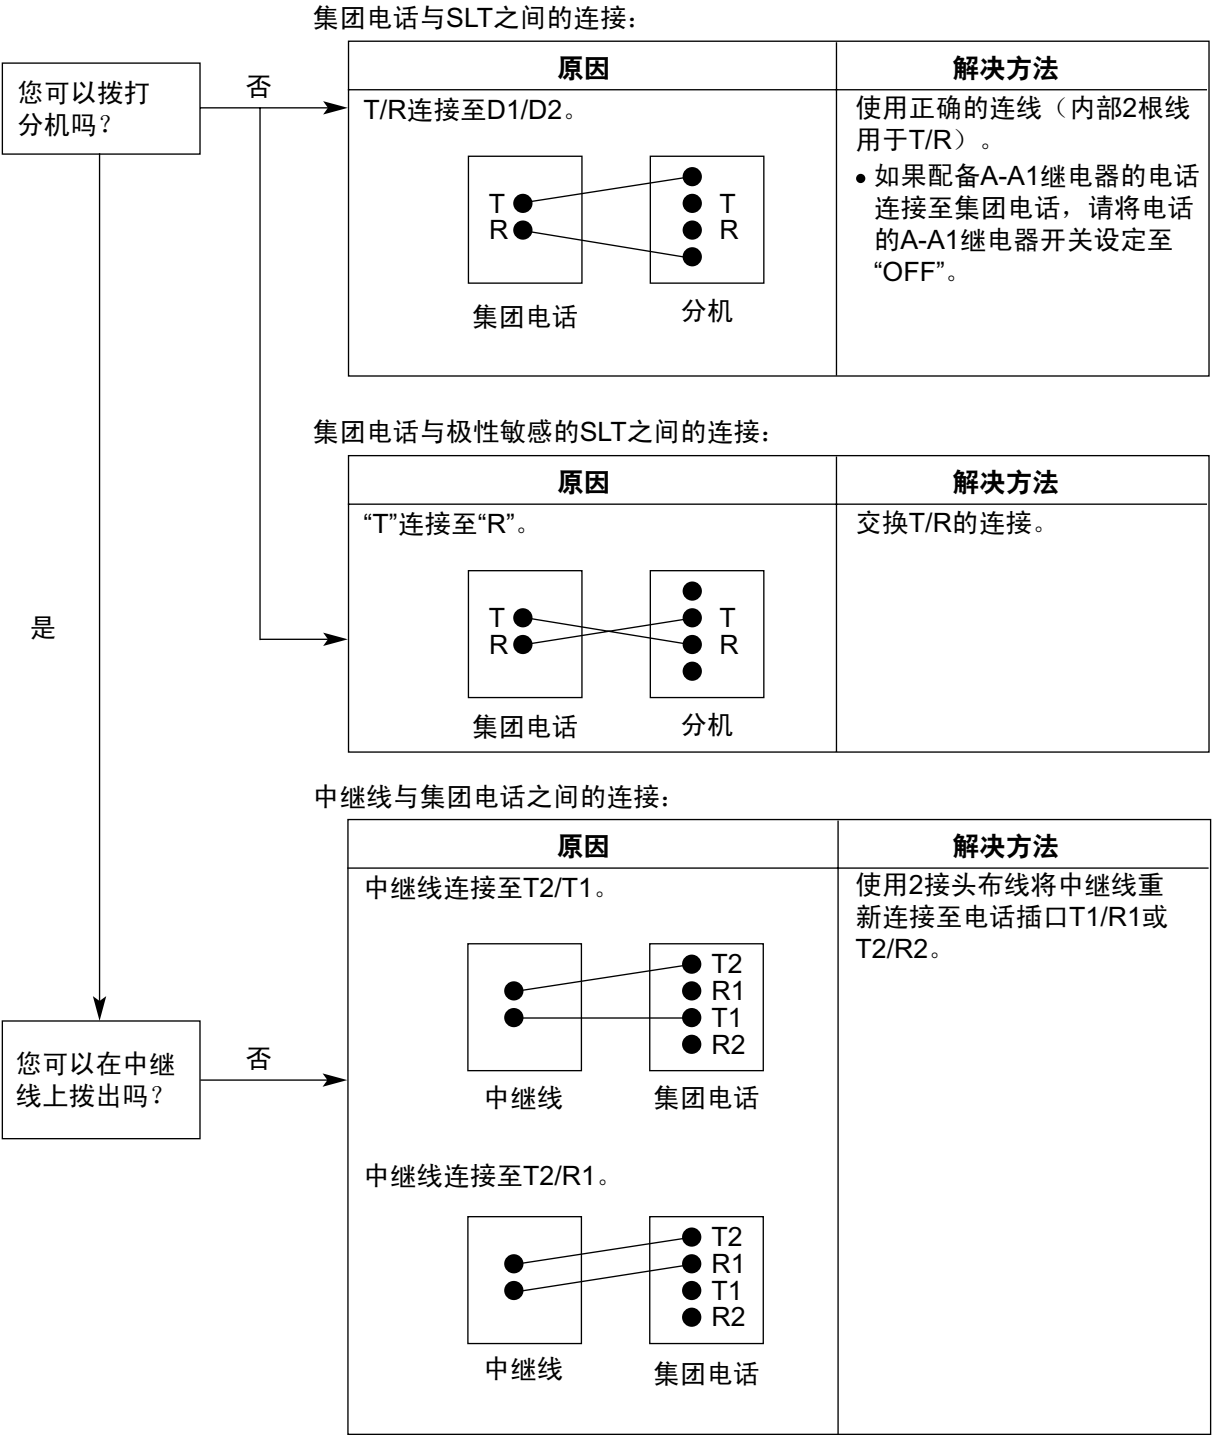 集团电话与SLT之间的连接：
您可以拨打
分机吗？
否
原因
解决方法
T/R连接至D1/D2。
使用正确的连线（内部2根线
用于T/R）。
• 如果配备A-A1继电器的电话
连接至集团电话，请将电话
的A-A1继电器开关设定至
“OFF”。
T
R
T
R
集团电话
分机
集团电话与极性敏感的SLT之间的连接：
原因
解决方法
“T”连接至“R”。
交换T/R的连接。
T
R
T
R
集团电话
分机
是
中继线与集团电话之间的连接：
原因
解决方法
中继线连接至T2/T1。
使用2接头布线将中继线重
新连接至电话插口T1/R1或
T2/R2。
T2
R1
T1
R2
中继线
集团电话
您可以在中继
线上拨出吗？
否
中继线连接至T2/R1。
T2
R1
T1
R2
中继线
集团电话